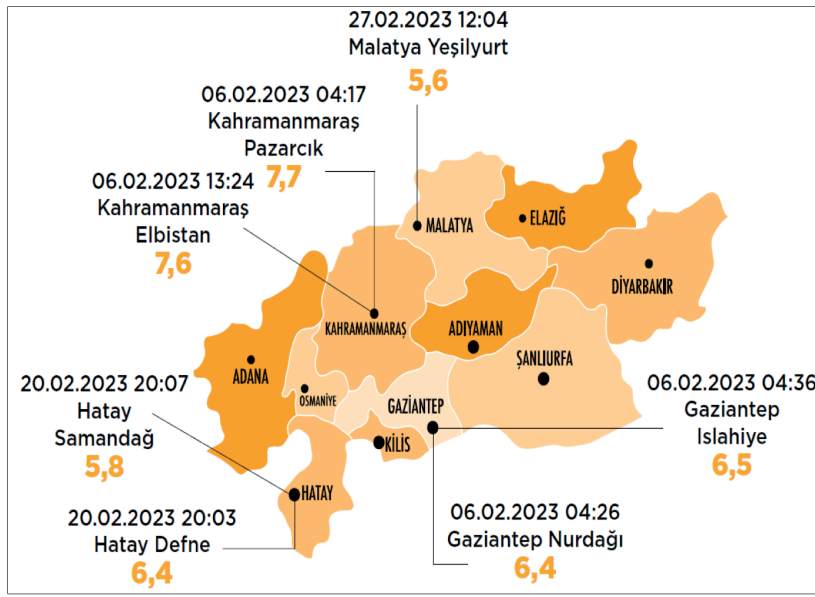 27.02.2023 12:04
Malatya Yeşilyurt
5,6
06.02.2023 04:17
Kahramanmaraş
Pazarcık
7,7
06.02.2023 13:24
Kahramanmaraş
Elbistan
7,6
MALATYA
ELAZIĞ
DİYARBAKIR
KAHRAMANMARAŞ
ADIYAMAN
ŞANLIURFA
ADANA
OSMANİYE
GAZİANTEP
KİLİS
HATAY
20.02.2023 20:07
Hatay
Samandağ
5,8
06.02.2023 04:36
Gaziantep
Islahiye
6,5
20.02.2023 20:03
Hatay Defne
6,4
06.02.2023 04:26
Gaziantep Nurdağı
6,4